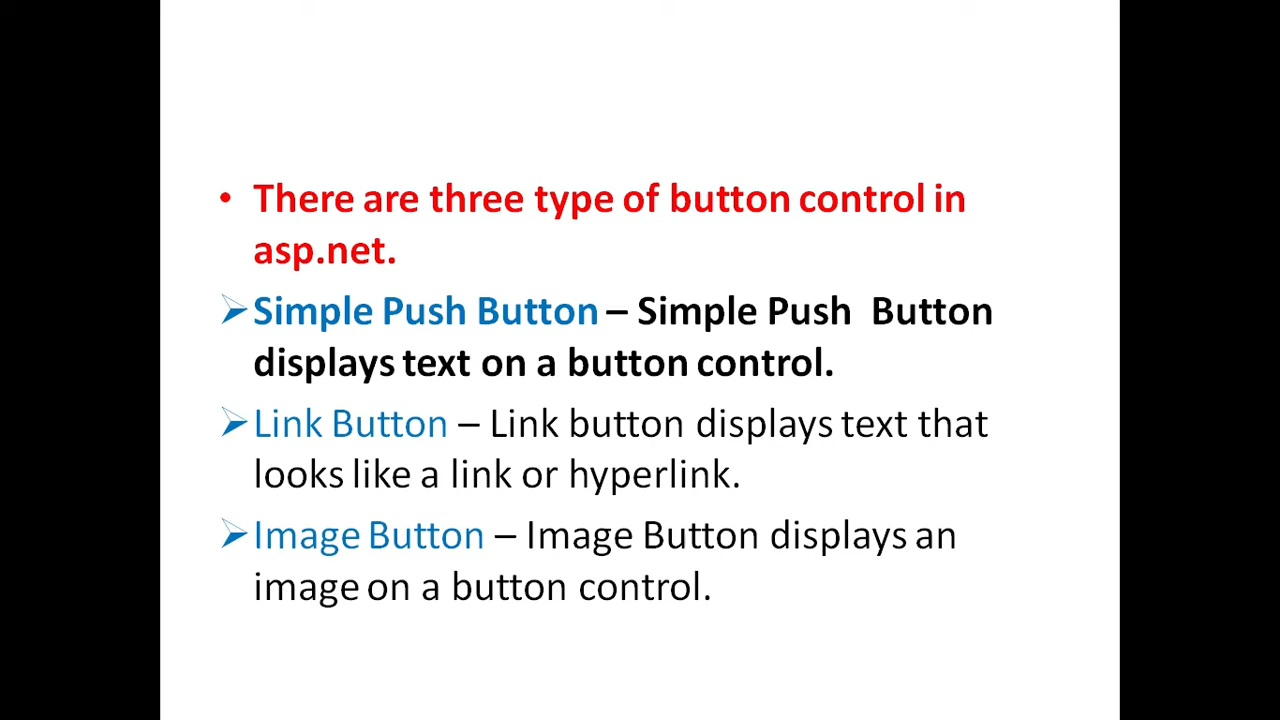 • There are three type of button control in
asp.net.
➢ Simple Push Button – Simple Push  Button
displays text on a button control.
➢ Link Button – Link button displays text that
looks like a link or hyperlink.
➢ Image Button – Image Button displays an
image on a button control.